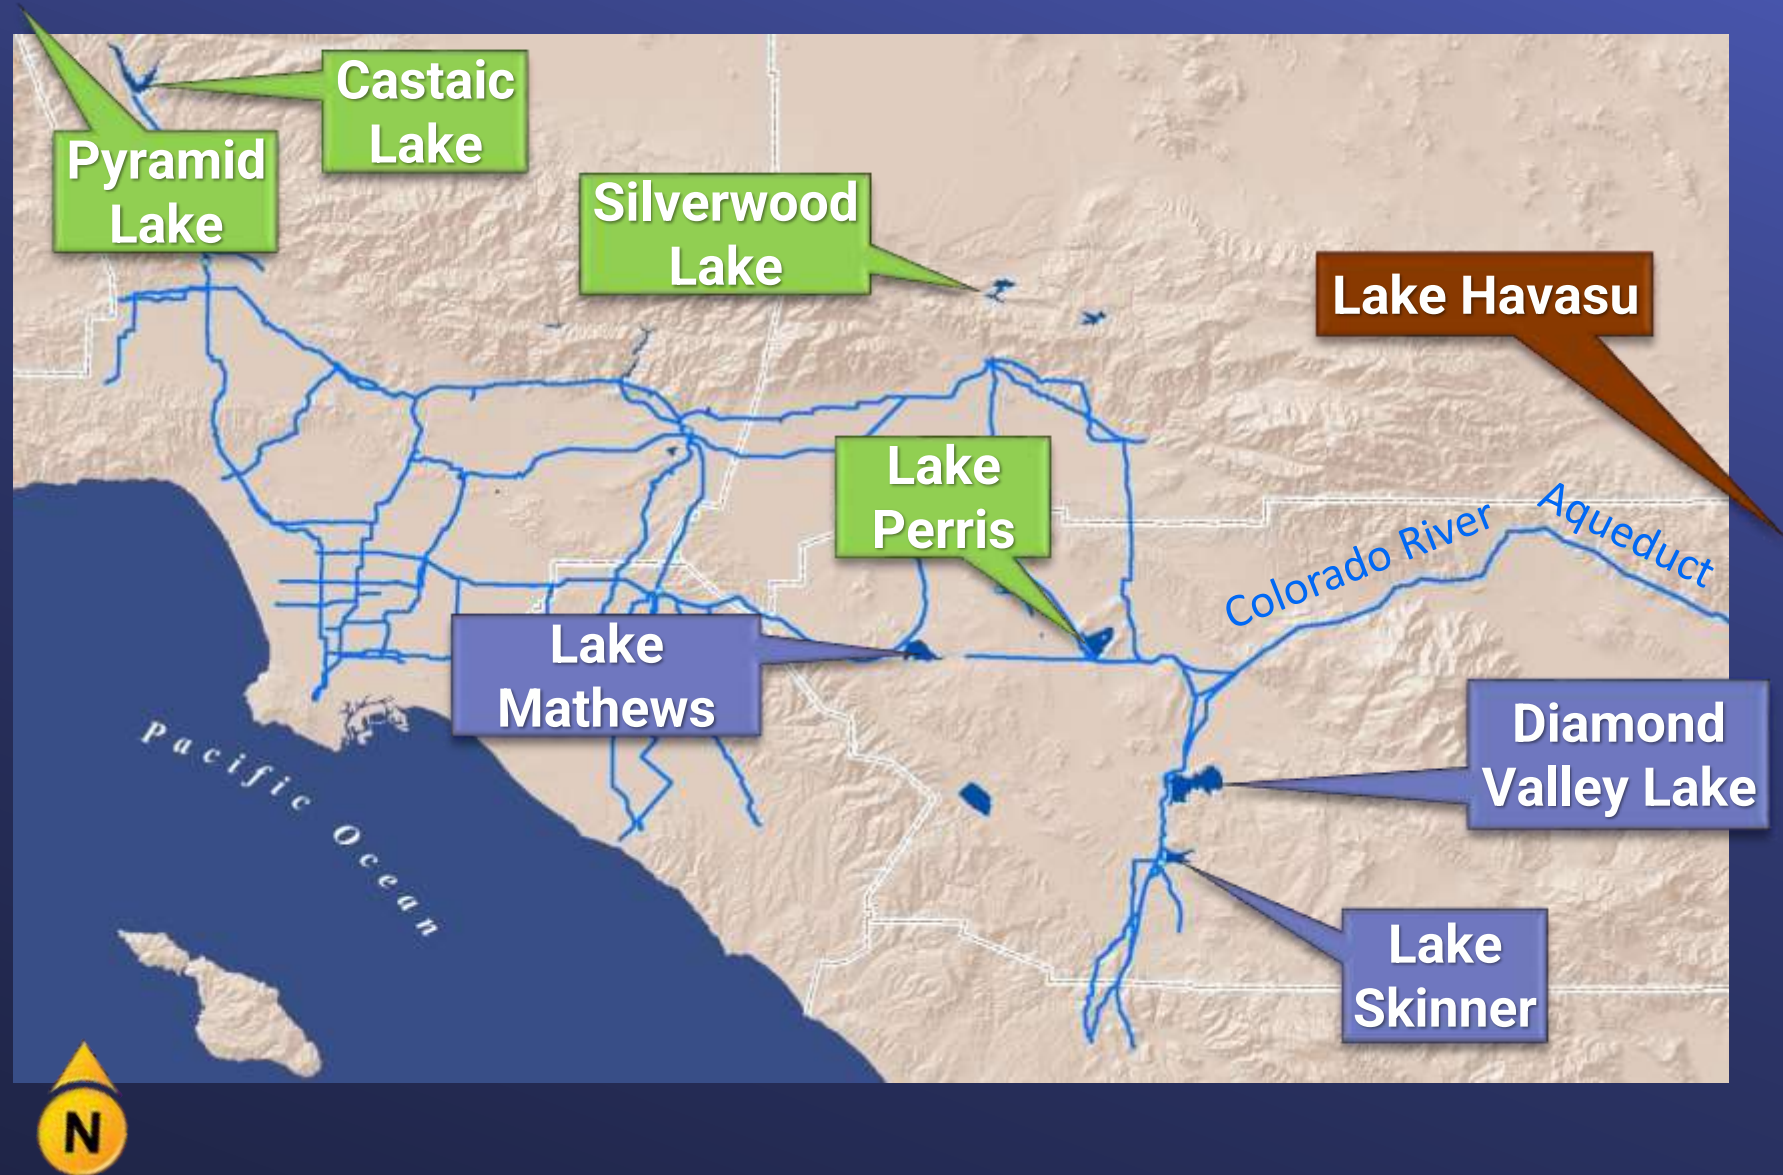 Castaic
Lake
Pyramid
Lake
Silverwood
Lake
Lake Havasu
Lake
Perris
Colorado River Aqueduct
Lake
Mathews
Diamond
Valley Lake
Pacific Ocean
Lake
Skinner
N